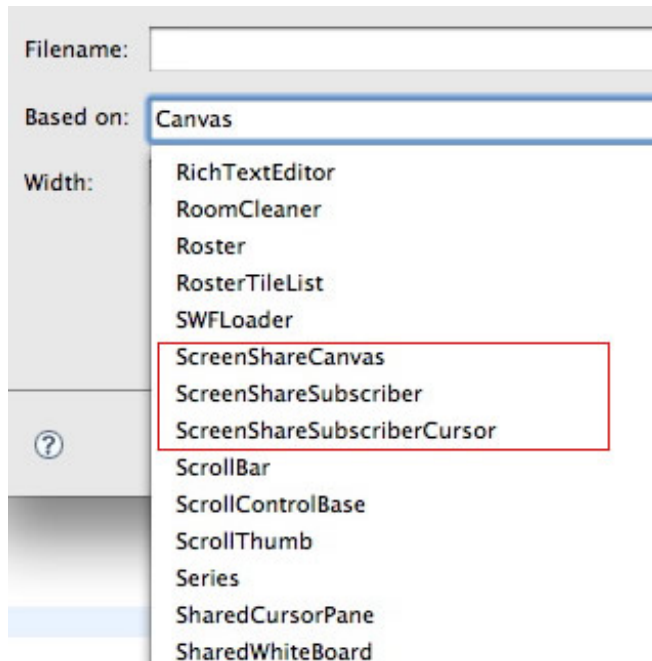 Filename:
Based on: Canvas
Width:
RichTextEditor
RoomCleaner
Roster
RosterTileList
SWFLoader
ScreenShareCanvas
ScreenShareSubscriber
ScreenShareSubscriberCursor
?
ScrollBar
ScrollControlBase
ScrollThumb
Series
SharedCursorPane
SharedWhiteBoard